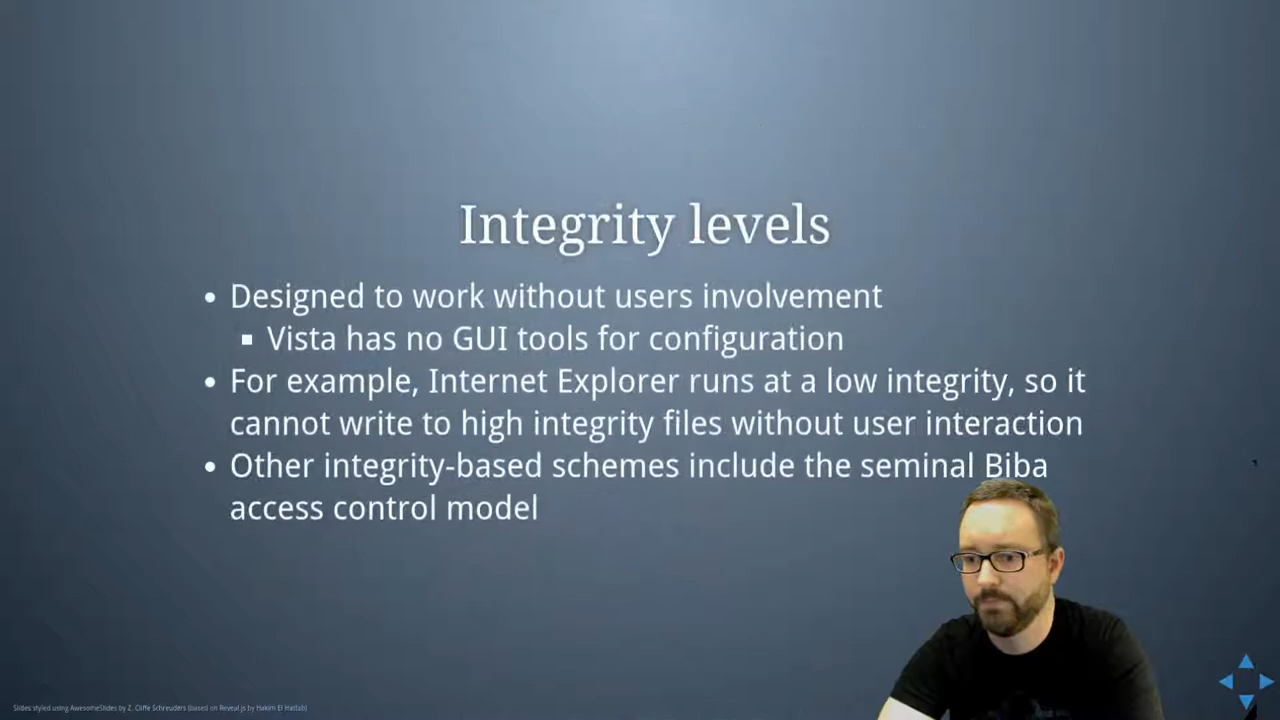 Integrity levels
Designed to work without users involvement
Vista has no GUI tools for configuration
For example, Internet Explorer runs at a low integrity, so it
cannot write to high integrity files without user interaction
Other integrity-based schemes include the seminal Biba
access control model
Slides styled using AwesomeSlides by Z. Cliffe Schreuders (based on Reveal.js by Hakim El Hattab)